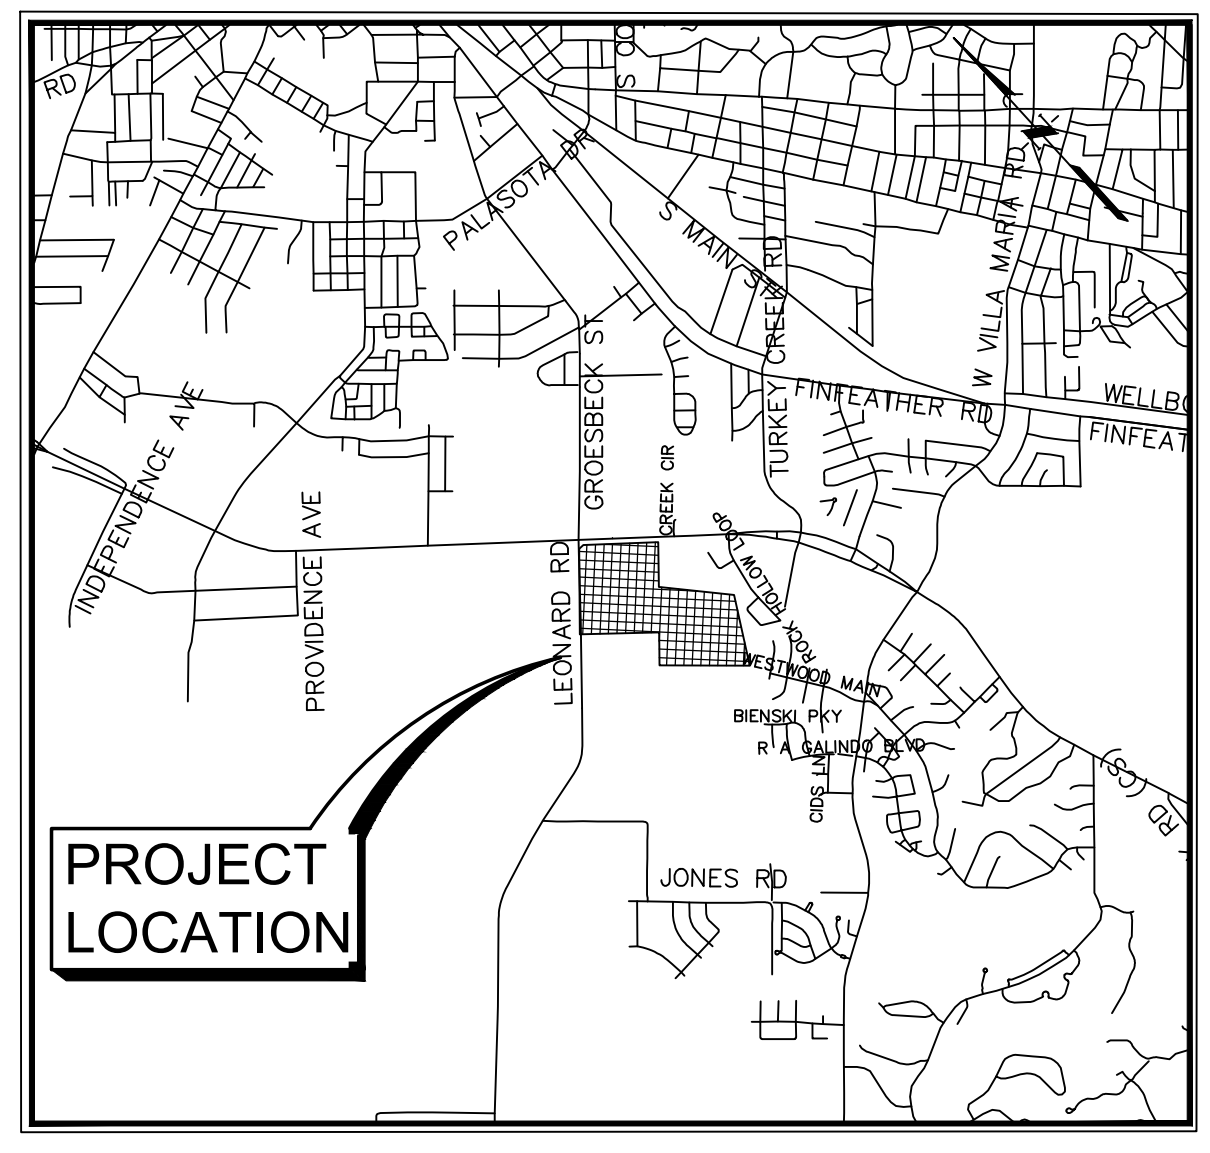 RD
S CO
PALASOTA DR
S MAIN ST
TURKEY CREEK RD
W VILLA MARIA RD
GROESBECK ST
FINFEATHER RD
WELLBO
FINFEAT
INDEPENDENCE AVE
PROVIDENCE AVE
CREEK CIR
LEONARD RD
ROCK HOLLOW LOOP
WESTWOOD MAIN
BIENSKI PKY
R A GALINDO BLVD
CIDS LN
RD (CS)
JONES RD
PROJECT
LOCATION